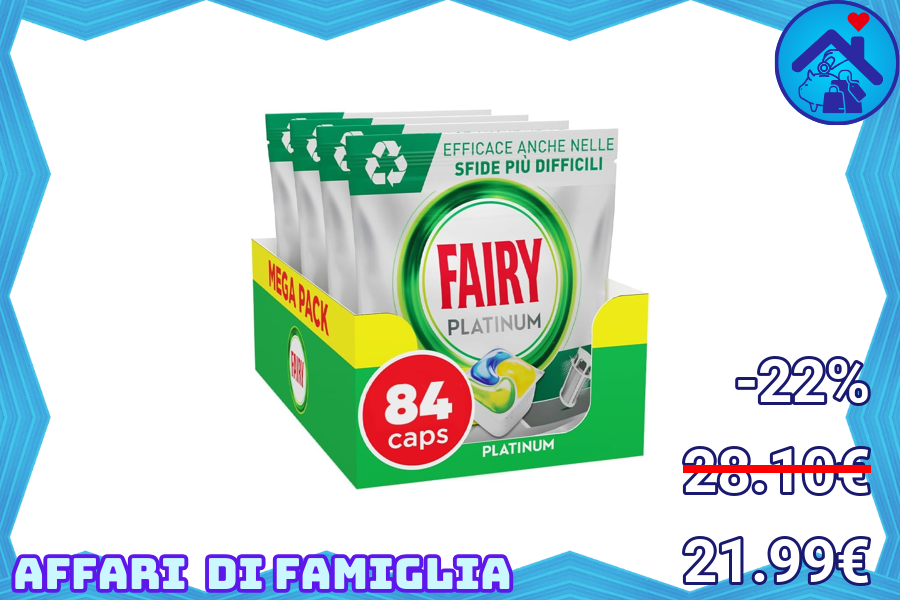 EFFICACE ANCHE NELLE
SFIDE PIÙ DIFFICILI
FAIRY
PLATINUM
MEGA PACK
FAIRY
84
caps
PLATINUM
-22%
28.10€
21.99€
AFFARI DI FAMIGLIA